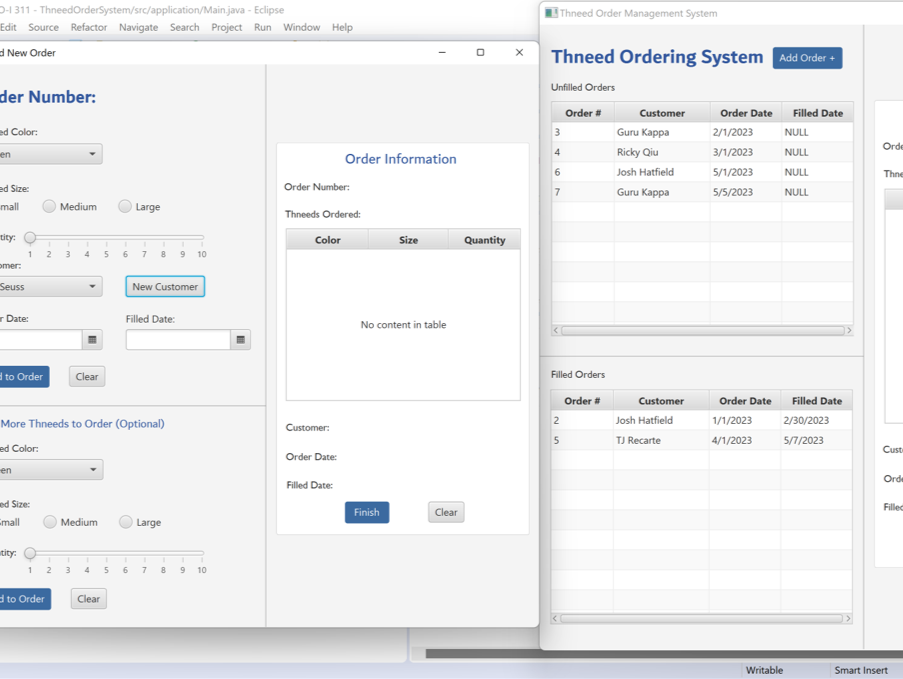 O-I 311 - ThneedOrderSystem/src/application/Main.java - Eclipse
Edit Source Refactor Navigate Search Project Run Window Help
d New Order
der Number:
ed Color:
en
ed Size:
mall Medium Large
tity:
1 2 3 4 5 6 7 8 9 10
omer:
Seuss New Customer
r Date: Filled Date:
d to Order Clear
More Thneeds to Order (Optional)
ed Color:
een
ed Size:
mall Medium Large
ntity:
1 2 3 4 5 6 7 8 9 10
d to Order Clear
Order Information
Order Number:
Thneeds Ordered:
Color Size Quantity
No content in table
Customer:
Order Date:
Filled Date:
Finish Clear
Thneed Order Management System
Thneed Ordering System Add Order +
Unfilled Orders
Order # Customer Order Date Filled Date
3 Guru Kappa 2/1/2023 NULL
4 Ricky Qiu 3/1/2023 NULL
6 Josh Hatfield 5/1/2023 NULL
7 Guru Kappa 5/5/2023 NULL
Filled Orders
Order # Customer Order Date Filled Date
2 Josh Hatfield 1/1/2023 2/30/2023
5 TJ Recarte 4/1/2023 5/7/2023
Orde
Thne
Custo
Orde
Filled
Writable Smart Insert